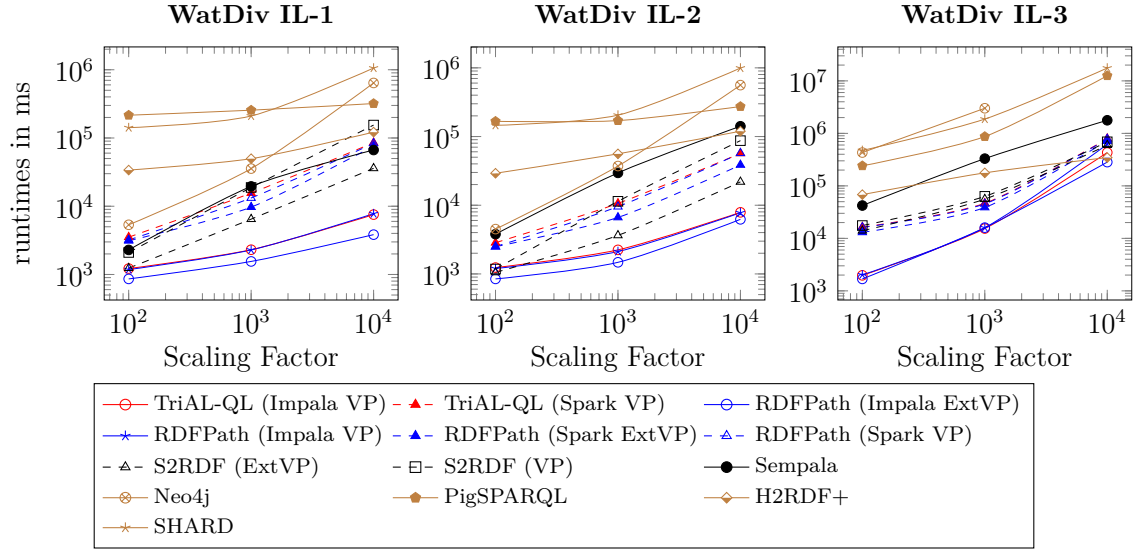 WatDiv IL-1 WatDiv IL-2 WatDiv IL-3
runtimes in ms
10^6
10^5
10^4
10^3
10^2 10^3 10^4
Scaling Factor
10^6
10^5
10^4
10^3
10^2 10^3 10^4
Scaling Factor
10^7
10^6
10^5
10^4
10^3
10^2 10^3 10^4
Scaling Factor
TriAL-QL (Impala VP) TriAL-QL (Spark VP) RDFPath (Impala ExtVP)
RDFPath (Impala VP) RDFPath (Spark ExtVP) RDFPath (Spark VP)
S2RDF (ExtVP) S2RDF (VP) Sempala
Neo4j PigSPARQL H2RDF+
SHARD